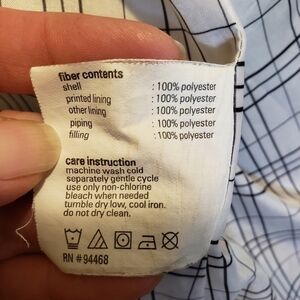 fiber contents
shell : 100% polyester
printed lining : 100% polyester
other lining : 100% polyester
piping : 100% polyester
filling : 100% polyester
care instruction
machine wash cold
separately gentle cycle
use only non-chlorine
bleach when needed
tumble dry low, cool iron.
do not dry clean.
RN # 94468